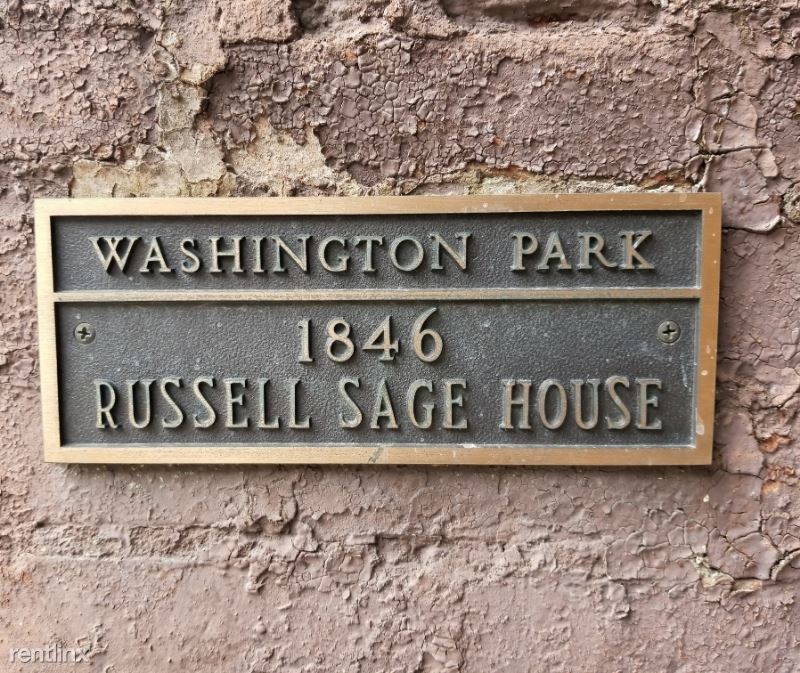 WASHINGTON PARK
1846
RUSSELL SAGE HOUSE
rentlinx